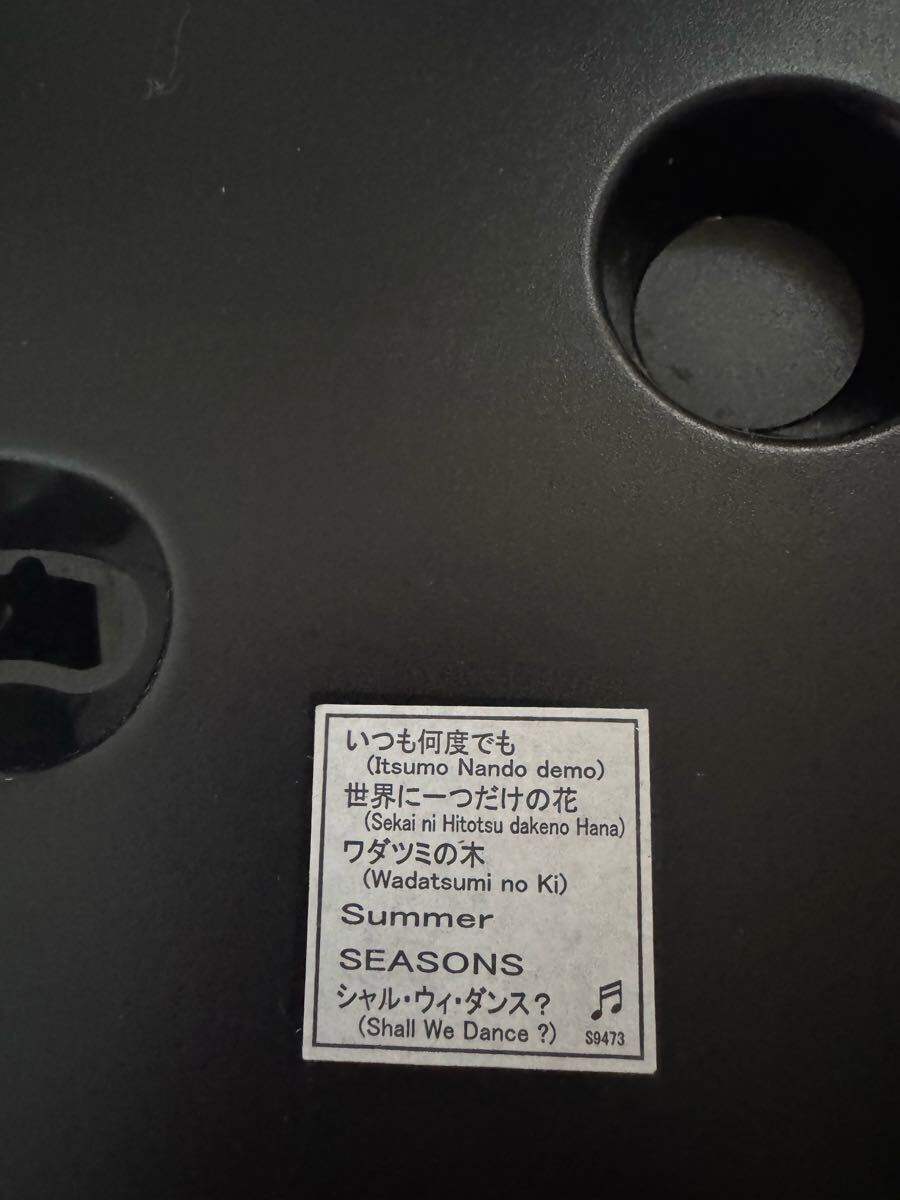 いつも何度でも
(Itsumo Nando demo)
世界に一つだけの花
(Sekai ni Hitotsu dakeno Hana)
ワダツミの木
(Wadatsumi no Ki)
Summer
SEASONS
シャル・ウィ・ダンス?
(Shall We Dance ?)
S9473